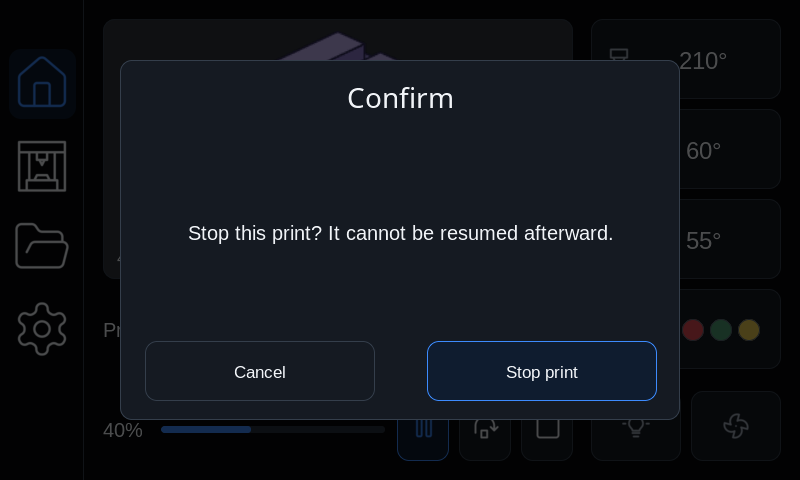 Confirm
210°
60°
Stop this print? It cannot be resumed afterward.
55°
Cancel
Stop print
40%